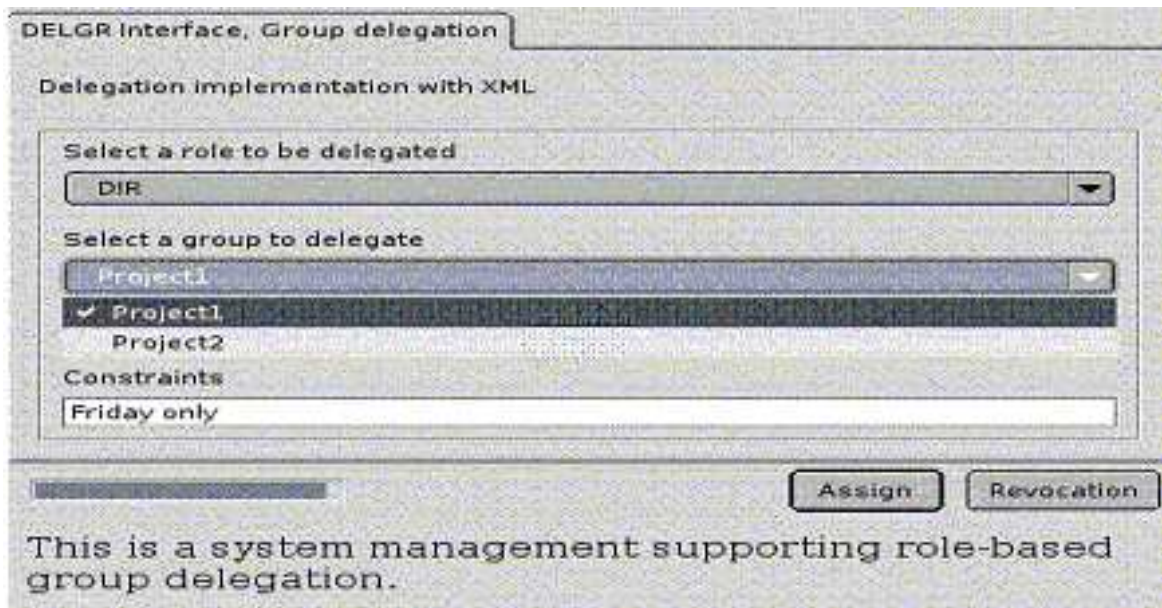 DELGR Interface, Group delegation
Delegation implementation with XML
Select a role to be delegated
DIR
Select a group to delegate
Project1
✓ Project1
Project2
Constraints
Friday only
Assign
Revocation
This is a system management supporting role-based
group delegation.